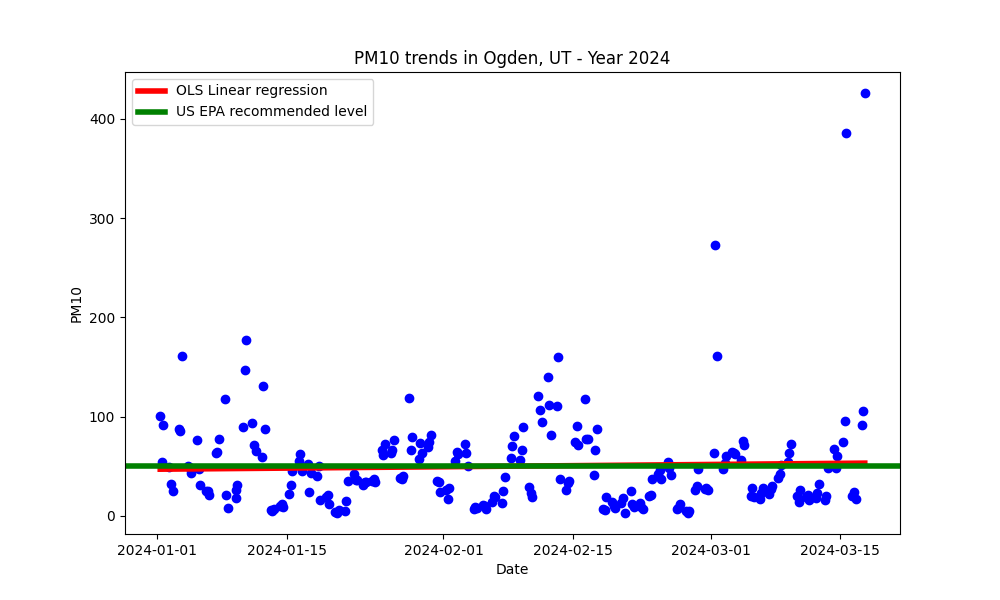 PM10 trends in Ogden, UT - Year 2024
OLS Linear regression
US EPA recommended level
400
300
200
100
0
PM10
2024-01-01 2024-01-15 2024-02-01 2024-02-15 2024-03-01 2024-03-15
Date